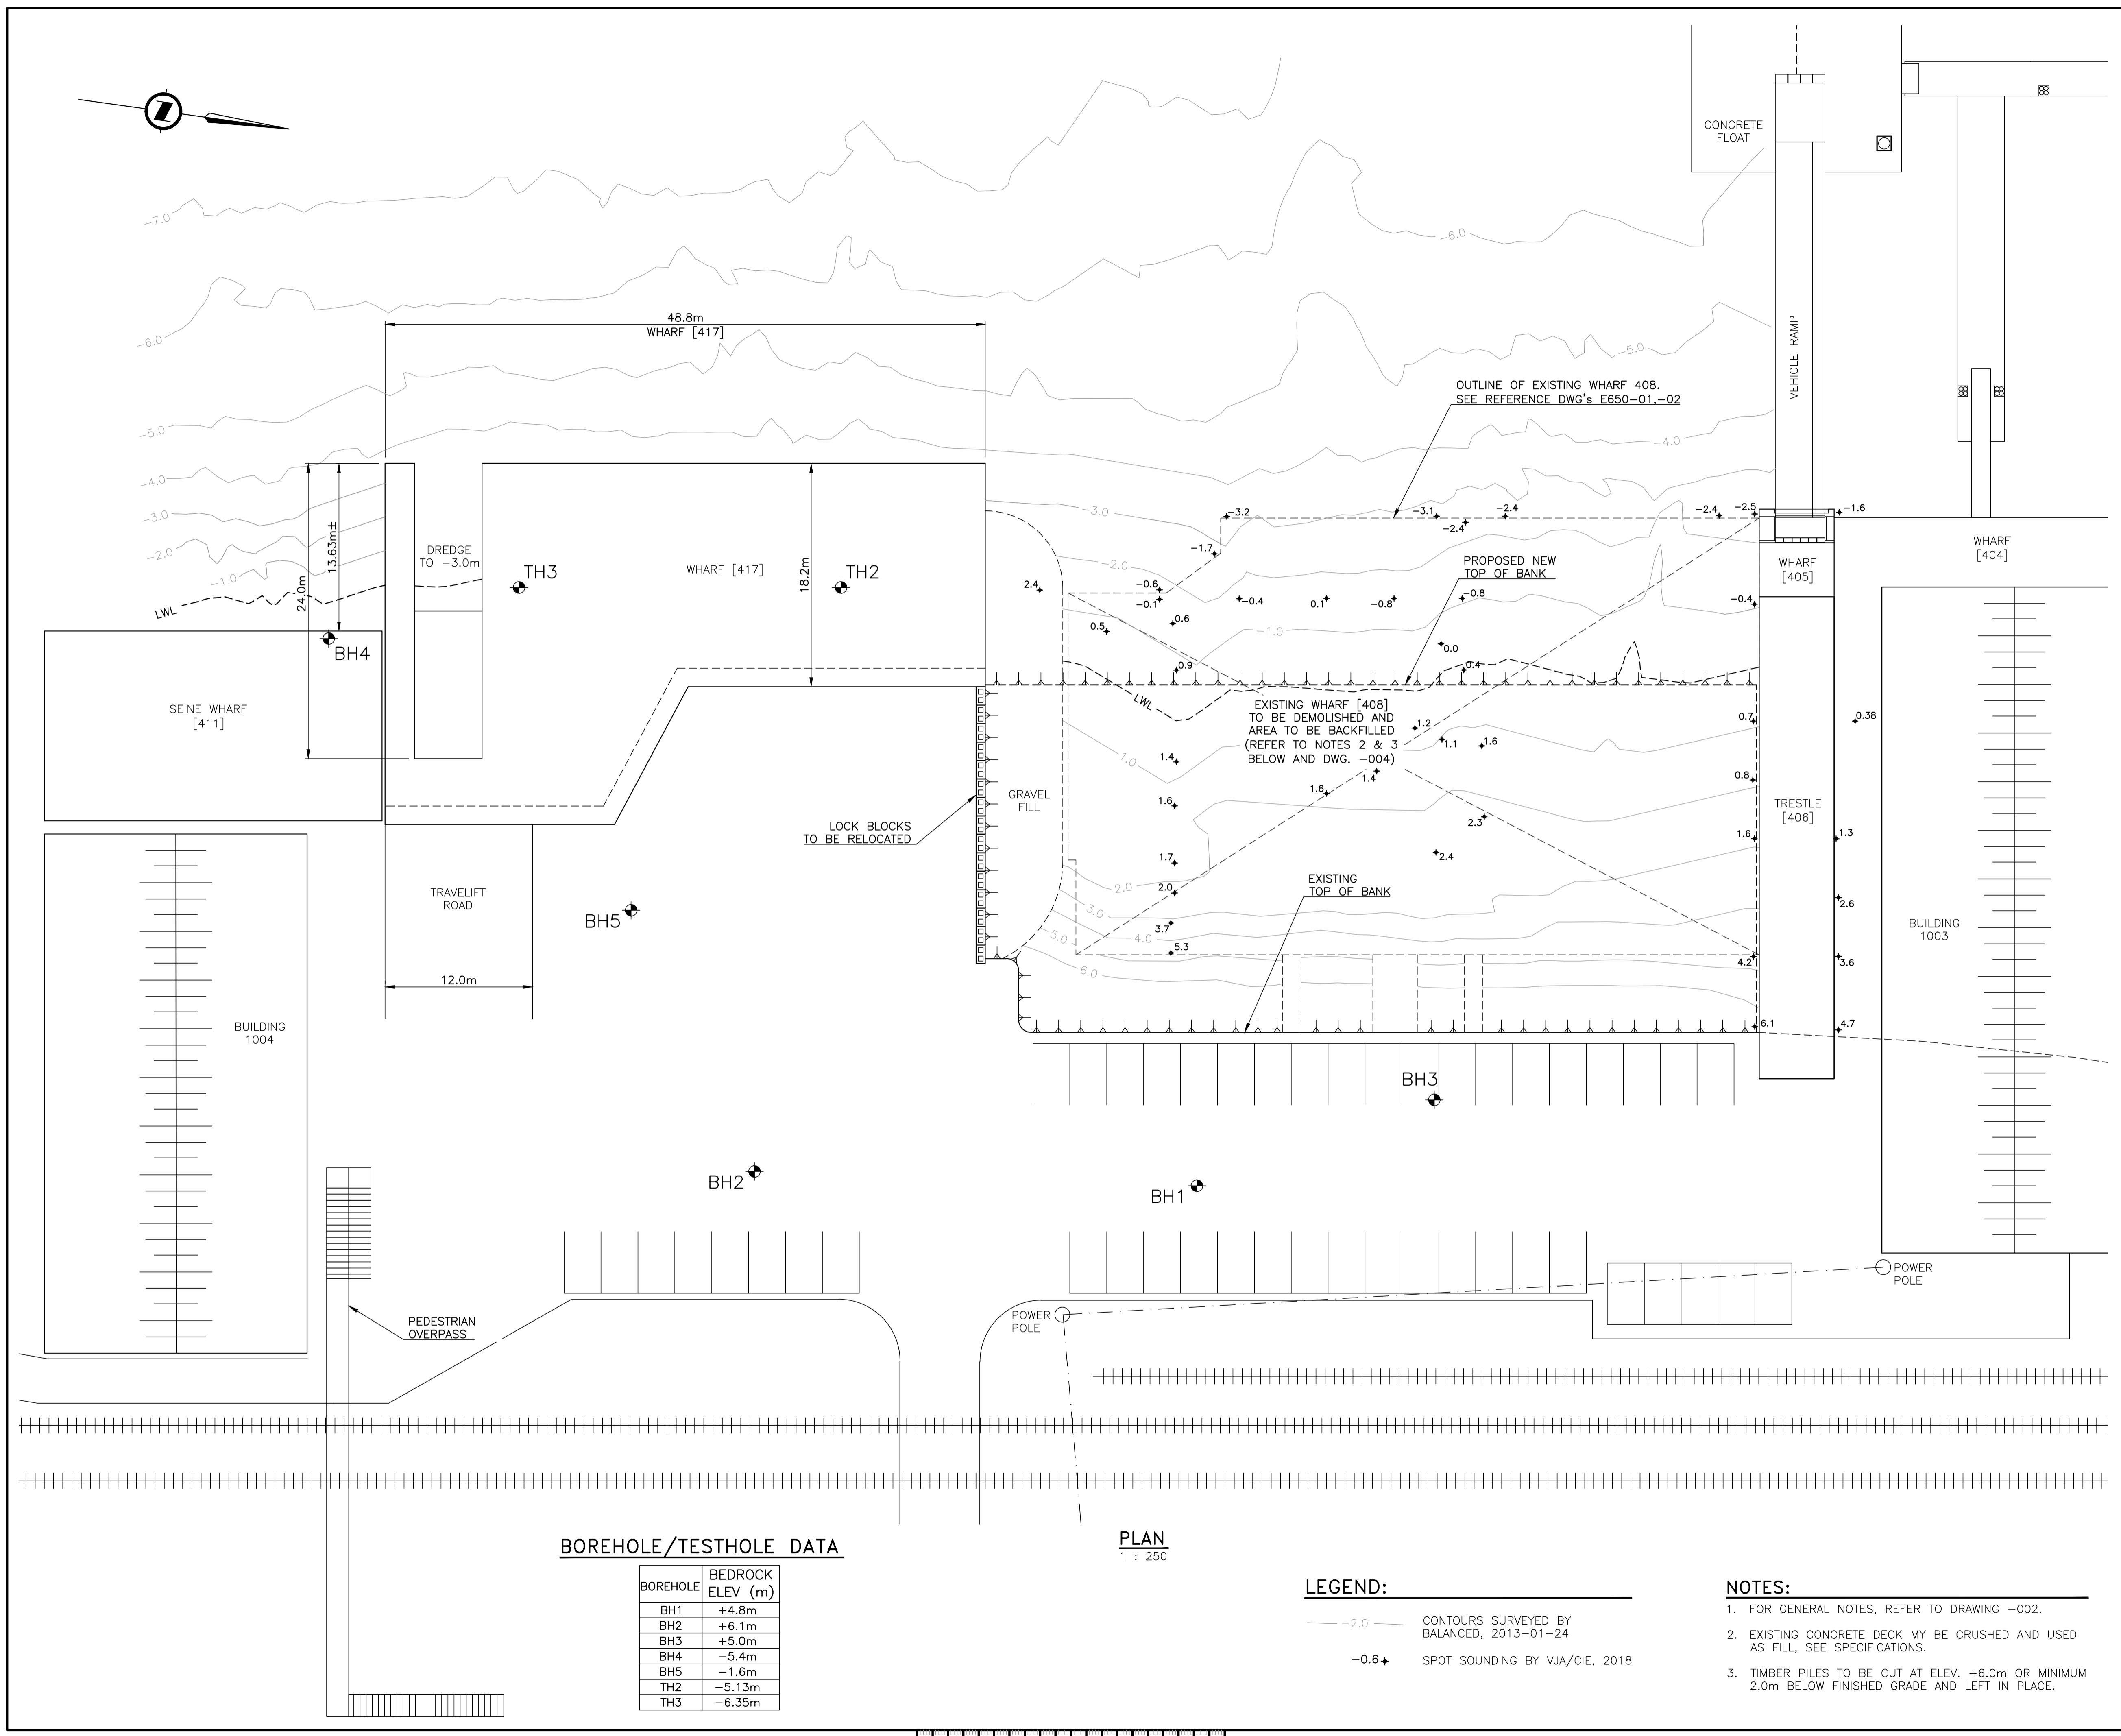 CONCRETE
FLOAT
-7.0
-6.0
-6.0
-5.0
-5.0
-4.0
-4.0
-3.0
-2.0
-1.0
-3.0
-2.0
-1.0
LWL
48.8m
WHARF [417]
VEHICLE RAMP
OUTLINE OF EXISTING WHARF 408.
SEE REFERENCE DWG's E650-01,-02
13.63m±
24.0m
18.2m
DREDGE
TO -3.0m
TH3
WHARF [417]
TH2
BH4
SEINE WHARF
[411]
-3.2
-3.1
-2.4
-2.4
-2.4
-2.5
-1.6
-1.7
PROPOSED NEW
TOP OF BANK
WHARF
[405]
WHARF
[404]
2.4
-0.6
-0.1
-0.4
0.1
-0.8
-0.8
-0.4
0.5
0.6
0.0
0.9
0.4
LWL
EXISTING WHARF [408]
TO BE DEMOLISHED AND
AREA TO BE BACKFILLED
(REFER TO NOTES 2 & 3
BELOW AND DWG. -004)
1.2
1.1
1.6
0.7
0.38
1.0
1.4
1.4
0.8
GRAVEL
FILL
1.6
1.6
TRESTLE
[406]
LOCK BLOCKS
TO BE RELOCATED
2.3
1.6
1.3
1.7
2.4
2.0
2.0
EXISTING
TOP OF BANK
2.6
3.0
3.7
4.0
5.0
5.3
6.0
4.2
3.6
6.1
4.7
TRAVELIFT
ROAD
BH5
12.0m
BUILDING
1003
BUILDING
1004
BH3
BH2
BH1
POWER
POLE
POWER
POLE
PEDESTRIAN
OVERPASS
PLAN
1 : 250
BOREHOLE/TESTHOLE DATA
BOREHOLE BEDROCK
ELEV (m)
BH1 +4.8m
BH2 +6.1m
BH3 +5.0m
BH4 -5.4m
BH5 -1.6m
TH2 -5.13m
TH3 -6.35m
LEGEND:
-2.0 CONTOURS SURVEYED BY
BALANCED, 2013-01-24
-0.6 SPOT SOUNDING BY VJA/CIE, 2018
NOTES:
1. FOR GENERAL NOTES, REFER TO DRAWING -002.
2. EXISTING CONCRETE DECK MY BE CRUSHED AND USED
AS FILL, SEE SPECIFICATIONS.
3. TIMBER PILES TO BE CUT AT ELEV. +6.0m OR MINIMUM
2.0m BELOW FINISHED GRADE AND LEFT IN PLACE.